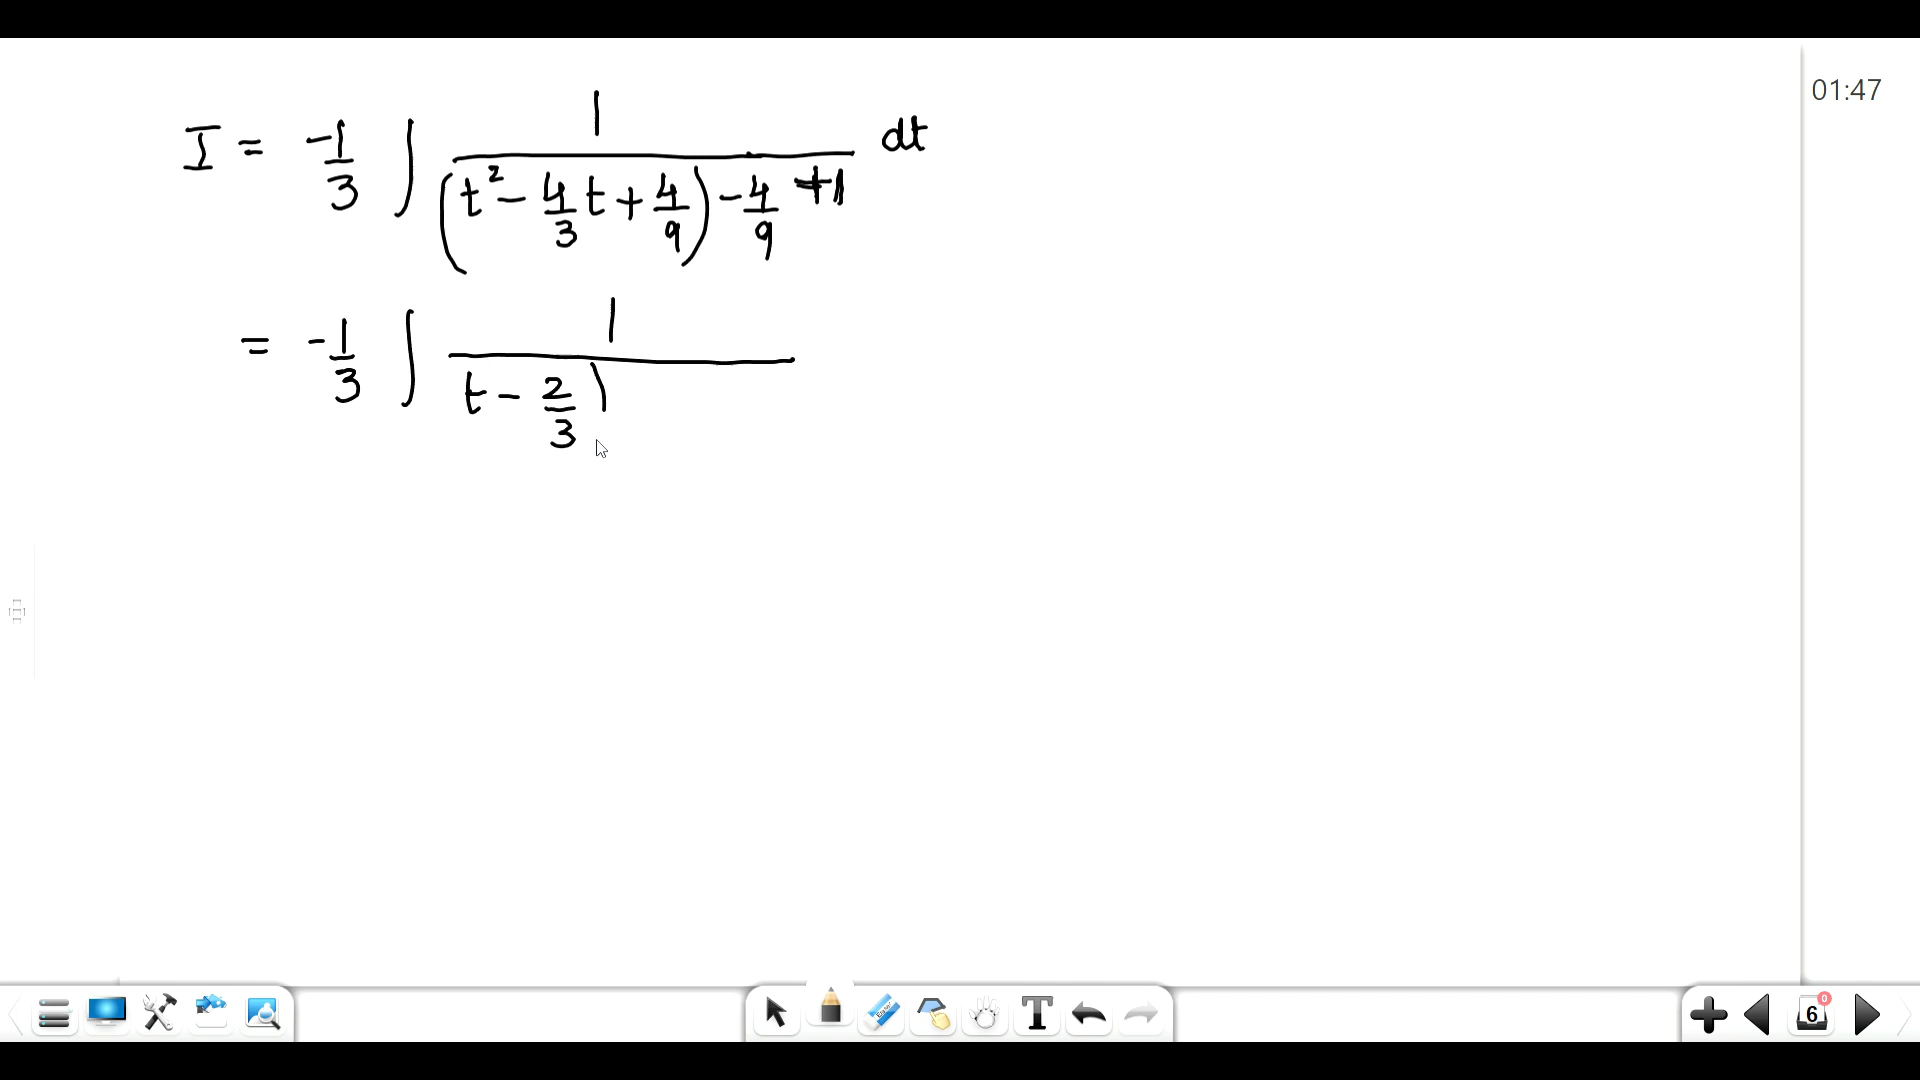 01:47
I = -1/3 ∫ 1/((t² - 4/3 t + 4/9) - 4/9 + 1) dt
= -1/3 ∫ 1/(t - 2/3)
T 6 0